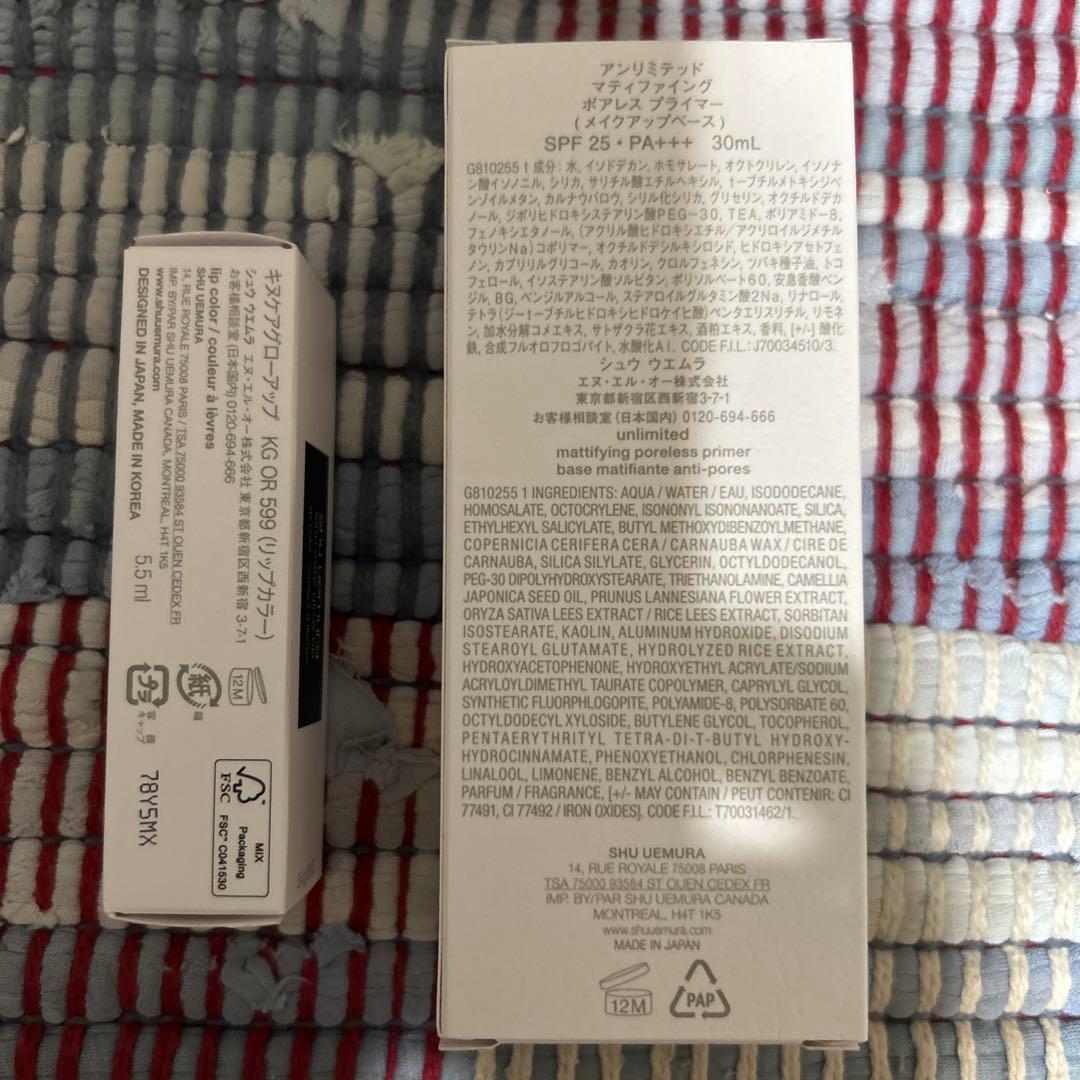 キヌケアグローアップ KG OR 599 (リップカラー)
シュウ ウエムラ エヌ・エル・オー株式会社 東京都新宿区西新宿 3-7-1
お客様相談室 (日本国内) 0120-694-666
lip color / couleur à lèvres
SHU UEMURA
14, RUE ROYALE 75008 PARIS / TSA 75000 93584 ST OUEN CEDEX FR
IMP. BY/PAR SHU UEMURA CANADA, MONTREAL, H4T 1K5
www.shuuemura.com
DESIGNED IN JAPAN, MADE IN KOREA
5.5 ml
12M
紙
箱
プラ
容器
キャップ
78Y5MX
FSC
MIX
Packaging
FSC™ C041530
アンリミテッド
マティファイング
ポアレス プライマー
(メイクアップベース)
SPF 25・PA+++ 30mL
G810255 1 成分:水, イソドデカン, ホモサレート, オクトクリレン, イソノナ
ン酸イソノニル, シリカ, サリチル酸エチルヘキシル, t-ブチルメトキシジベ
ンゾイルメタン, カルナウバロウ, シリル化シリカ, グリセリン, オクチルドデカ
ノール, ジポリヒドロキシステアリン酸PEG-30, TEA, ポリアミド-8,
フェノキシエタノール, (アクリル酸ヒドロキシエチル/アクリロイルジメチル
タウリンNa)コポリマー, オクチルドデシルキシロシド, ヒドロキシアセトフェ
ノン, カプリリルグリコール, カオリン, クロルフェネシン, ツバキ種子油, トコ
フェロール, イソステアリン酸ソルビタン, ポリソルベート60, 安息香酸ベン
ジル, BG, ベンジルアルコール, ステアロイルグルタミン酸2Na, リナロール,
テトラ(ジ-t-ブチルヒドロキシヒドロケイヒ酸)ペンタエリスリチル, リモネ
ン, 加水分解コメエキス, サトザクラ花エキス, 酒粕エキス, 香料, [+/-] 酸化
鉄, 合成フルオロフロゴパイト, 水酸化Al. CODE F.I.L.: J70034510/3.
シュウ ウエムラ
エヌ・エル・オー株式会社
東京都新宿区西新宿3-7-1
お客様相談室 (日本国内) 0120-694-666
unlimited
mattifying poreless primer
base matifiante anti-pores
G810255 1 INGREDIENTS: AQUA / WATER / EAU, ISODODECANE,
HOMOSALATE, OCTOCRYLENE, ISONONYL ISONONANOATE, SILICA,
ETHYLHEXYL SALICYLATE, BUTYL METHOXYDIBENZOYLMETHANE,
COPERNICIA CERIFERA CERA / CARNAUBA WAX / CIRE DE
CARNAUBA, SILICA SILYLATE, GLYCERIN, OCTYLDODECANOL,
PEG-30 DIPOLYHYDROXYSTEARATE, TRIETHANOLAMINE, CAMELLIA
JAPONICA SEED OIL, PRUNUS LANNESIANA FLOWER EXTRACT,
ORYZA SATIVA LEES EXTRACT / RICE LEES EXTRACT, SORBITAN
ISOSTEARATE, KAOLIN, ALUMINUM HYDROXIDE, DISODIUM
STEAROYL GLUTAMATE, HYDROLYZED RICE EXTRACT,
HYDROXYACETOPHENONE, HYDROXYETHYL ACRYLATE/SODIUM
ACRYLOYLDIMETHYL TAURATE COPOLYMER, CAPRYLYL GLYCOL,
SYNTHETIC FLUORPHLOGOPITE, POLYAMIDE-8, POLYSORBATE 60,
OCTYLDODECYL XYLOSIDE, BUTYLENE GLYCOL, TOCOPHEROL,
PENTAERYTHRITYL TETRA-DI-T-BUTYL HYDROXY-
HYDROCINNAMATE, PHENOXYETHANOL, CHLORPHENESIN,
LINALOOL, LIMONENE, BENZYL ALCOHOL, BENZYL BENZOATE,
PARFUM / FRAGRANCE, [+/- MAY CONTAIN / PEUT CONTENIR: CI
77491, CI 77492 / IRON OXIDES]. CODE F.I.L.: T70031462/1.
SHU UEMURA
14, RUE ROYALE 75008 PARIS
TSA 75000 93584 ST OUEN CEDEX FR
IMP. BY/PAR SHU UEMURA CANADA
MONTREAL, H4T 1K5
www.shuuemura.com
MADE IN JAPAN
12M
PAP